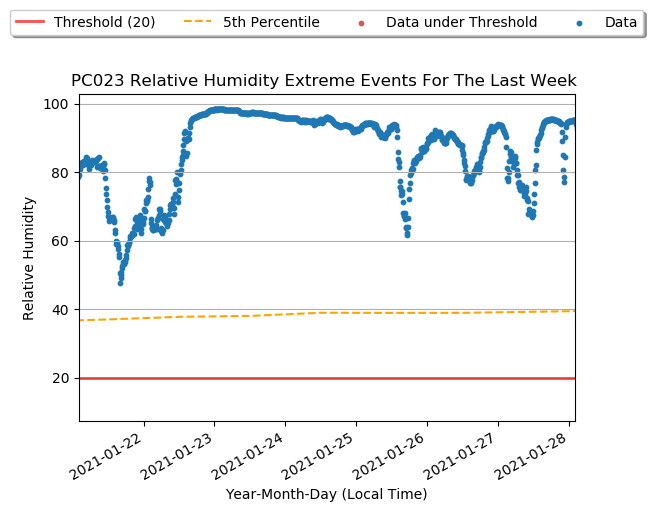 Threshold (20) 5th Percentile Data under Threshold Data
PC023 Relative Humidity Extreme Events For The Last Week
100
80
60
40
20
Relative Humidity
2021-01-22 2021-01-23 2021-01-24 2021-01-25 2021-01-26 2021-01-27 2021-01-28
Year-Month-Day (Local Time)